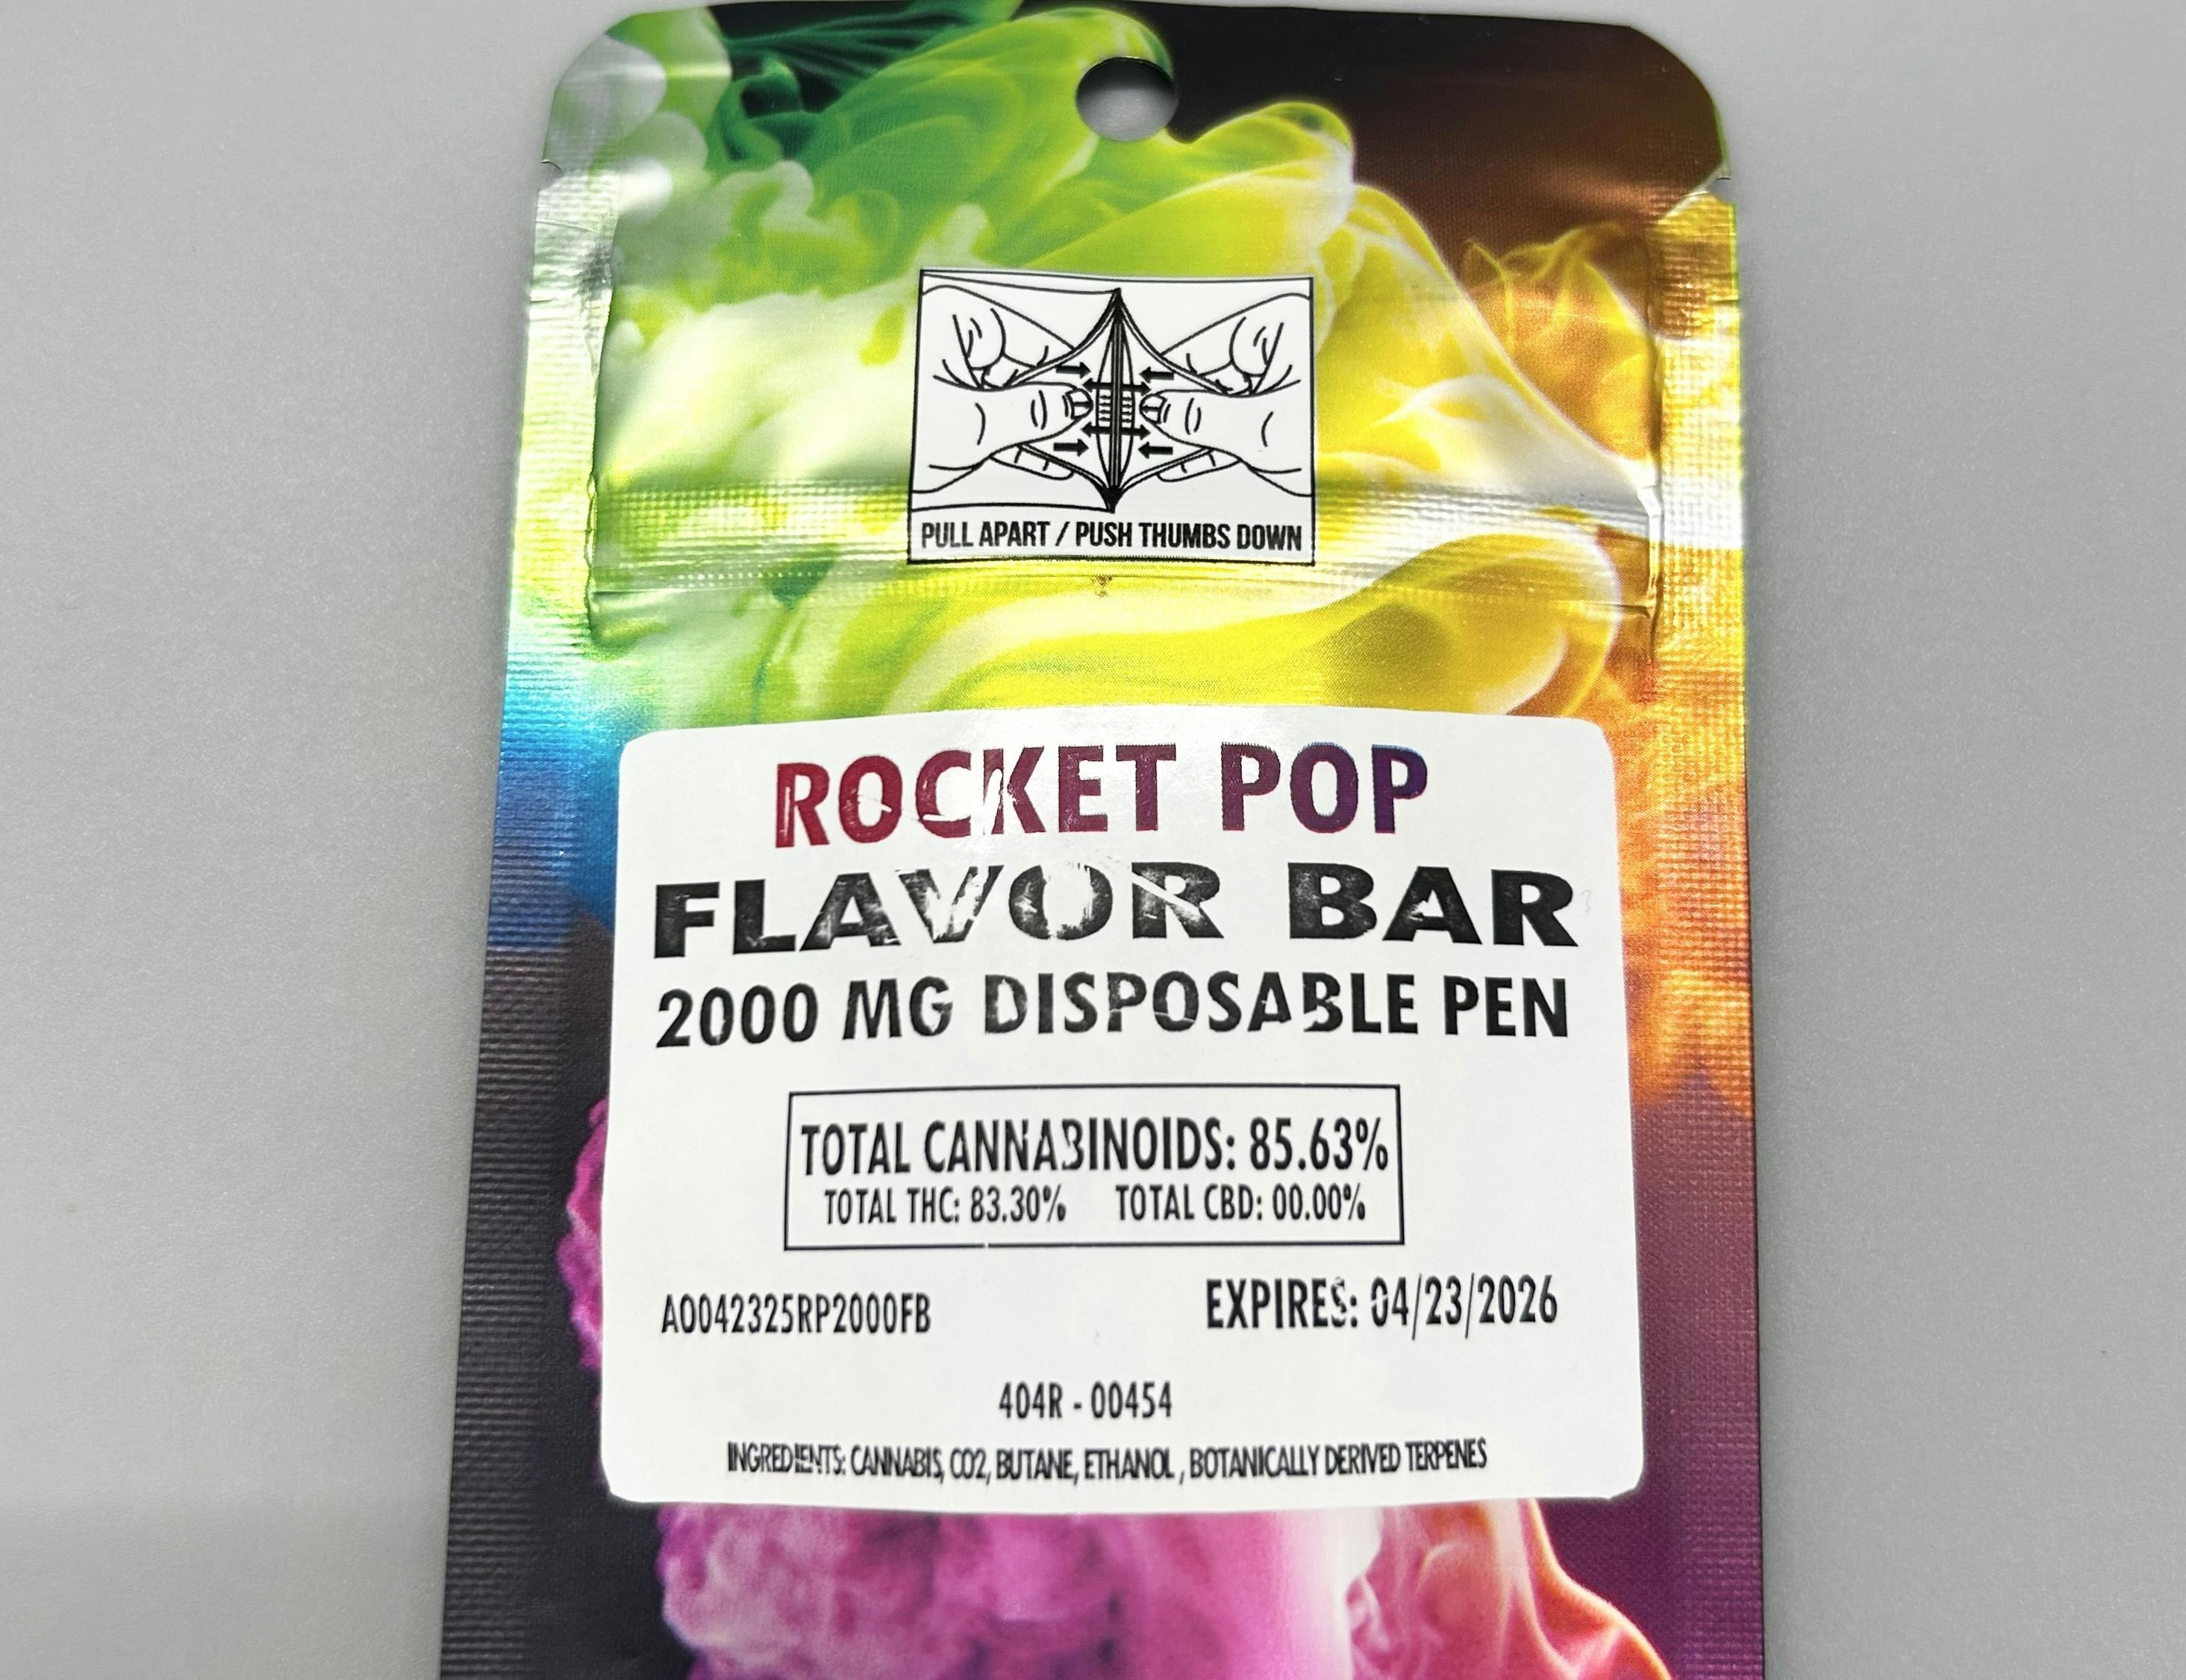 PULL APART / PUSH THUMBS DOWN
ROCKET POP
FLAVOR BAR
2000 MG DISPOSABLE PEN
TOTAL CANNABINOIDS: 85.63%
TOTAL THC: 83.30% TOTAL CBD: 00.00%
AO042325RP2000FB EXPIRES: 04/23/2026
404R - 00454
INGREDIENTS: CANNABIS, CO2, BUTANE, ETHANOL , BOTANICALLY DERIVED TERPENES